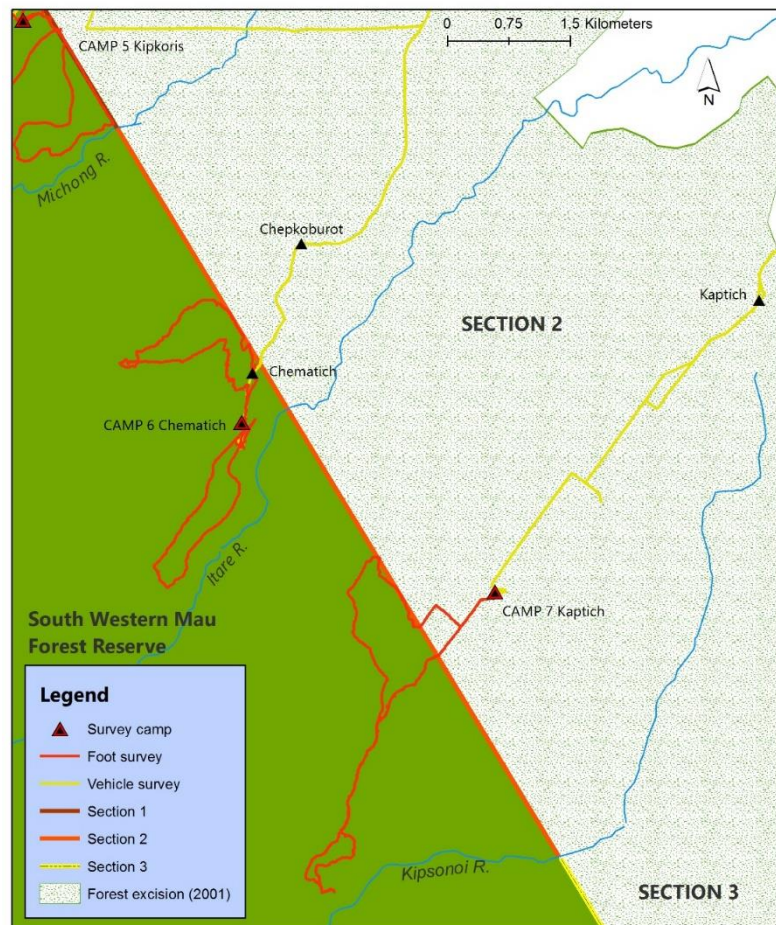 0 0,75 1,5 Kilometers
CAMP 5 Kipkoris
N
Michong R.
Chepkoburot
Kaptich
SECTION 2
Chematich
CAMP 6 Chematich
Itare R.
CAMP 7 Kaptich
South Western Mau
Forest Reserve
Legend
Survey camp
Foot survey
Vehicle survey
Section 1
Section 2
Section 3
Forest excision (2001)
Kipsonoi R.
SECTION 3